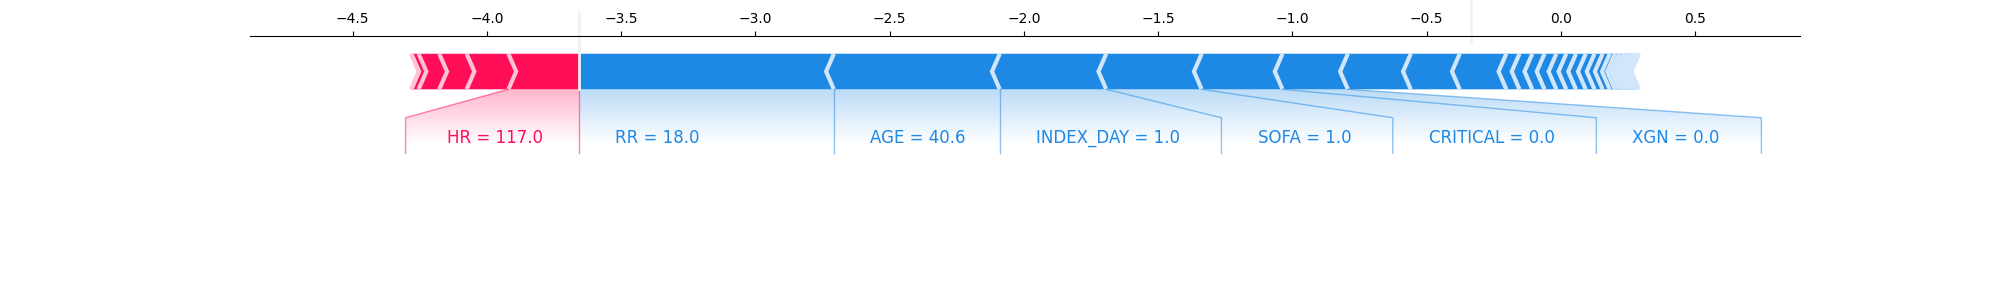 −4.5 −4.0 −3.5 −3.0 −2.5 −2.0 −1.5 −1.0 −0.5 0.0 0.5
HR = 117.0 RR = 18.0 AGE = 40.6 INDEX_DAY = 1.0 SOFA = 1.0 CRITICAL = 0.0 XGN = 0.0